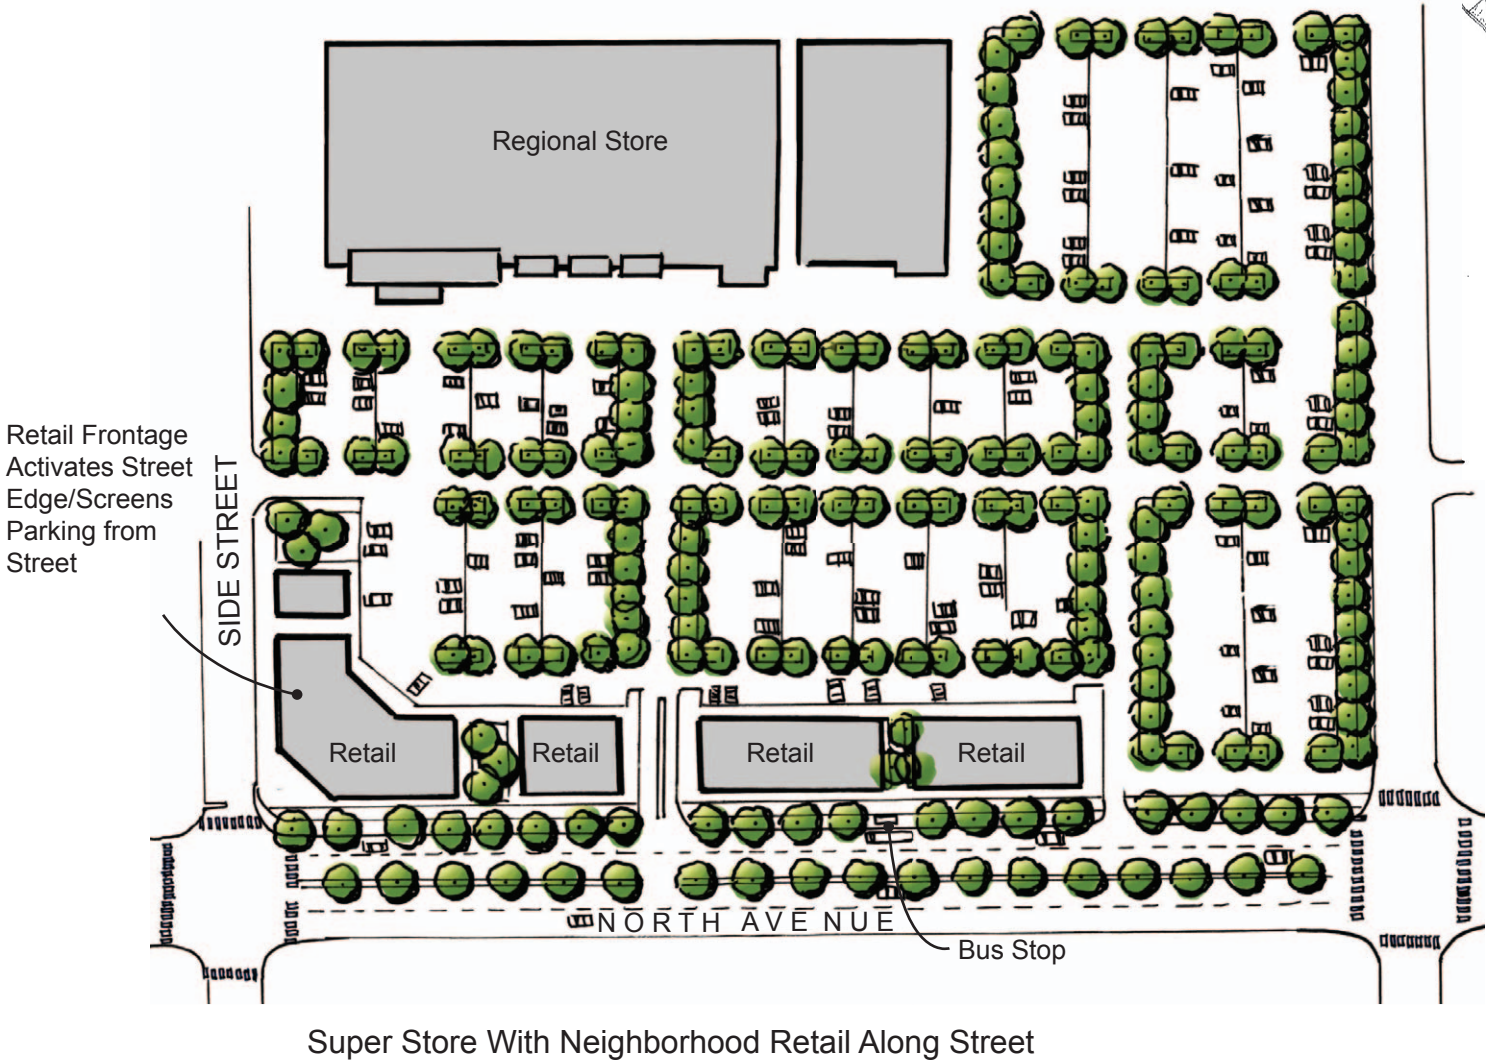 Regional Store
Retail Frontage
Activates Street
Edge/Screens
Parking from
Street
SIDE STREET
Retail
Retail
Retail
Retail
NORTH AVENUE
Bus Stop
Super Store With Neighborhood Retail Along Street